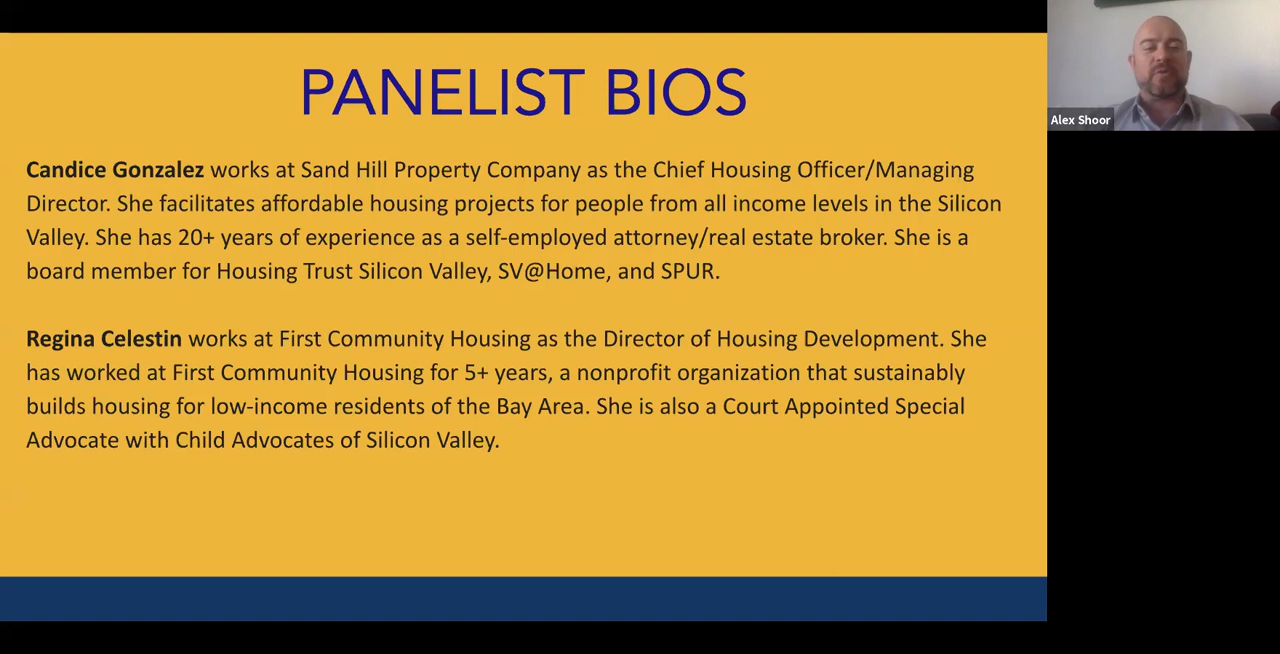 PANELIST BIOS
Candice Gonzalez works at Sand Hill Property Company as the Chief Housing Officer/Managing
Director. She facilitates affordable housing projects for people from all income levels in the Silicon
Valley. She has 20+ years of experience as a self-employed attorney/real estate broker. She is a
board member for Housing Trust Silicon Valley, SV@Home, and SPUR.
Regina Celestin works at First Community Housing as the Director of Housing Development. She
has worked at First Community Housing for 5+ years, a nonprofit organization that sustainably
builds housing for low-income residents of the Bay Area. She is also a Court Appointed Special
Advocate with Child Advocates of Silicon Valley.
Alex Shoor